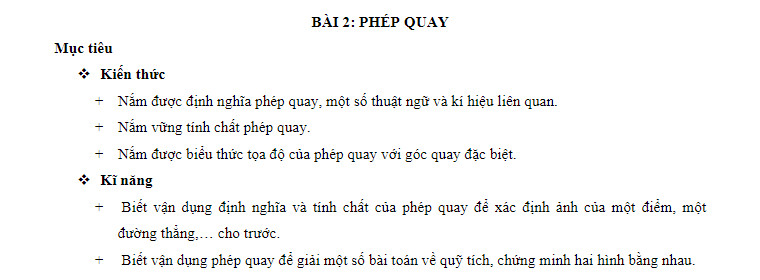 BÀI 2: PHÉP QUAY
Mục tiêu
❖ Kiến thức
+ Nắm được định nghĩa phép quay, một số thuật ngữ và kí hiệu liên quan.
+ Nắm vững tính chất phép quay.
+ Nắm được biểu thức tọa độ của phép quay với góc quay đặc biệt.
❖ Kĩ năng
+ Biết vận dụng định nghĩa và tính chất của phép quay để xác định ảnh của một điểm, một
đường thẳng,… cho trước.
+ Biết vận dụng phép quay để giải một số bài toán về quỹ tích, chứng minh hai hình bằng nhau.